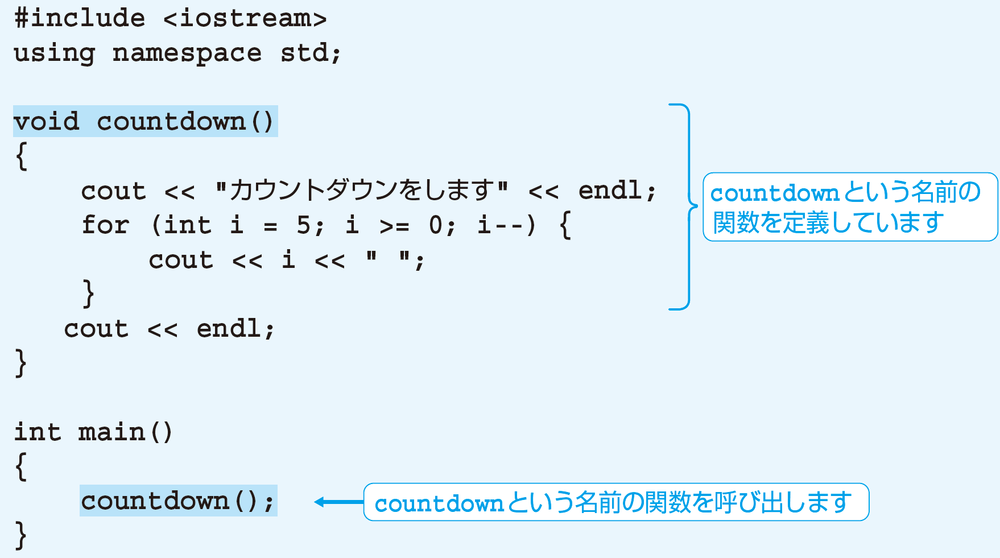 #include <iostream>
using namespace std;
void countdown()
{
cout << "カウントダウンをします" << endl;
for (int i = 5; i >= 0; i--) {
cout << i << " ";
}
cout << endl;
}
countdownという名前の
関数を定義しています
int main()
{
countdown();
countdownという名前の関数を呼び出します
}